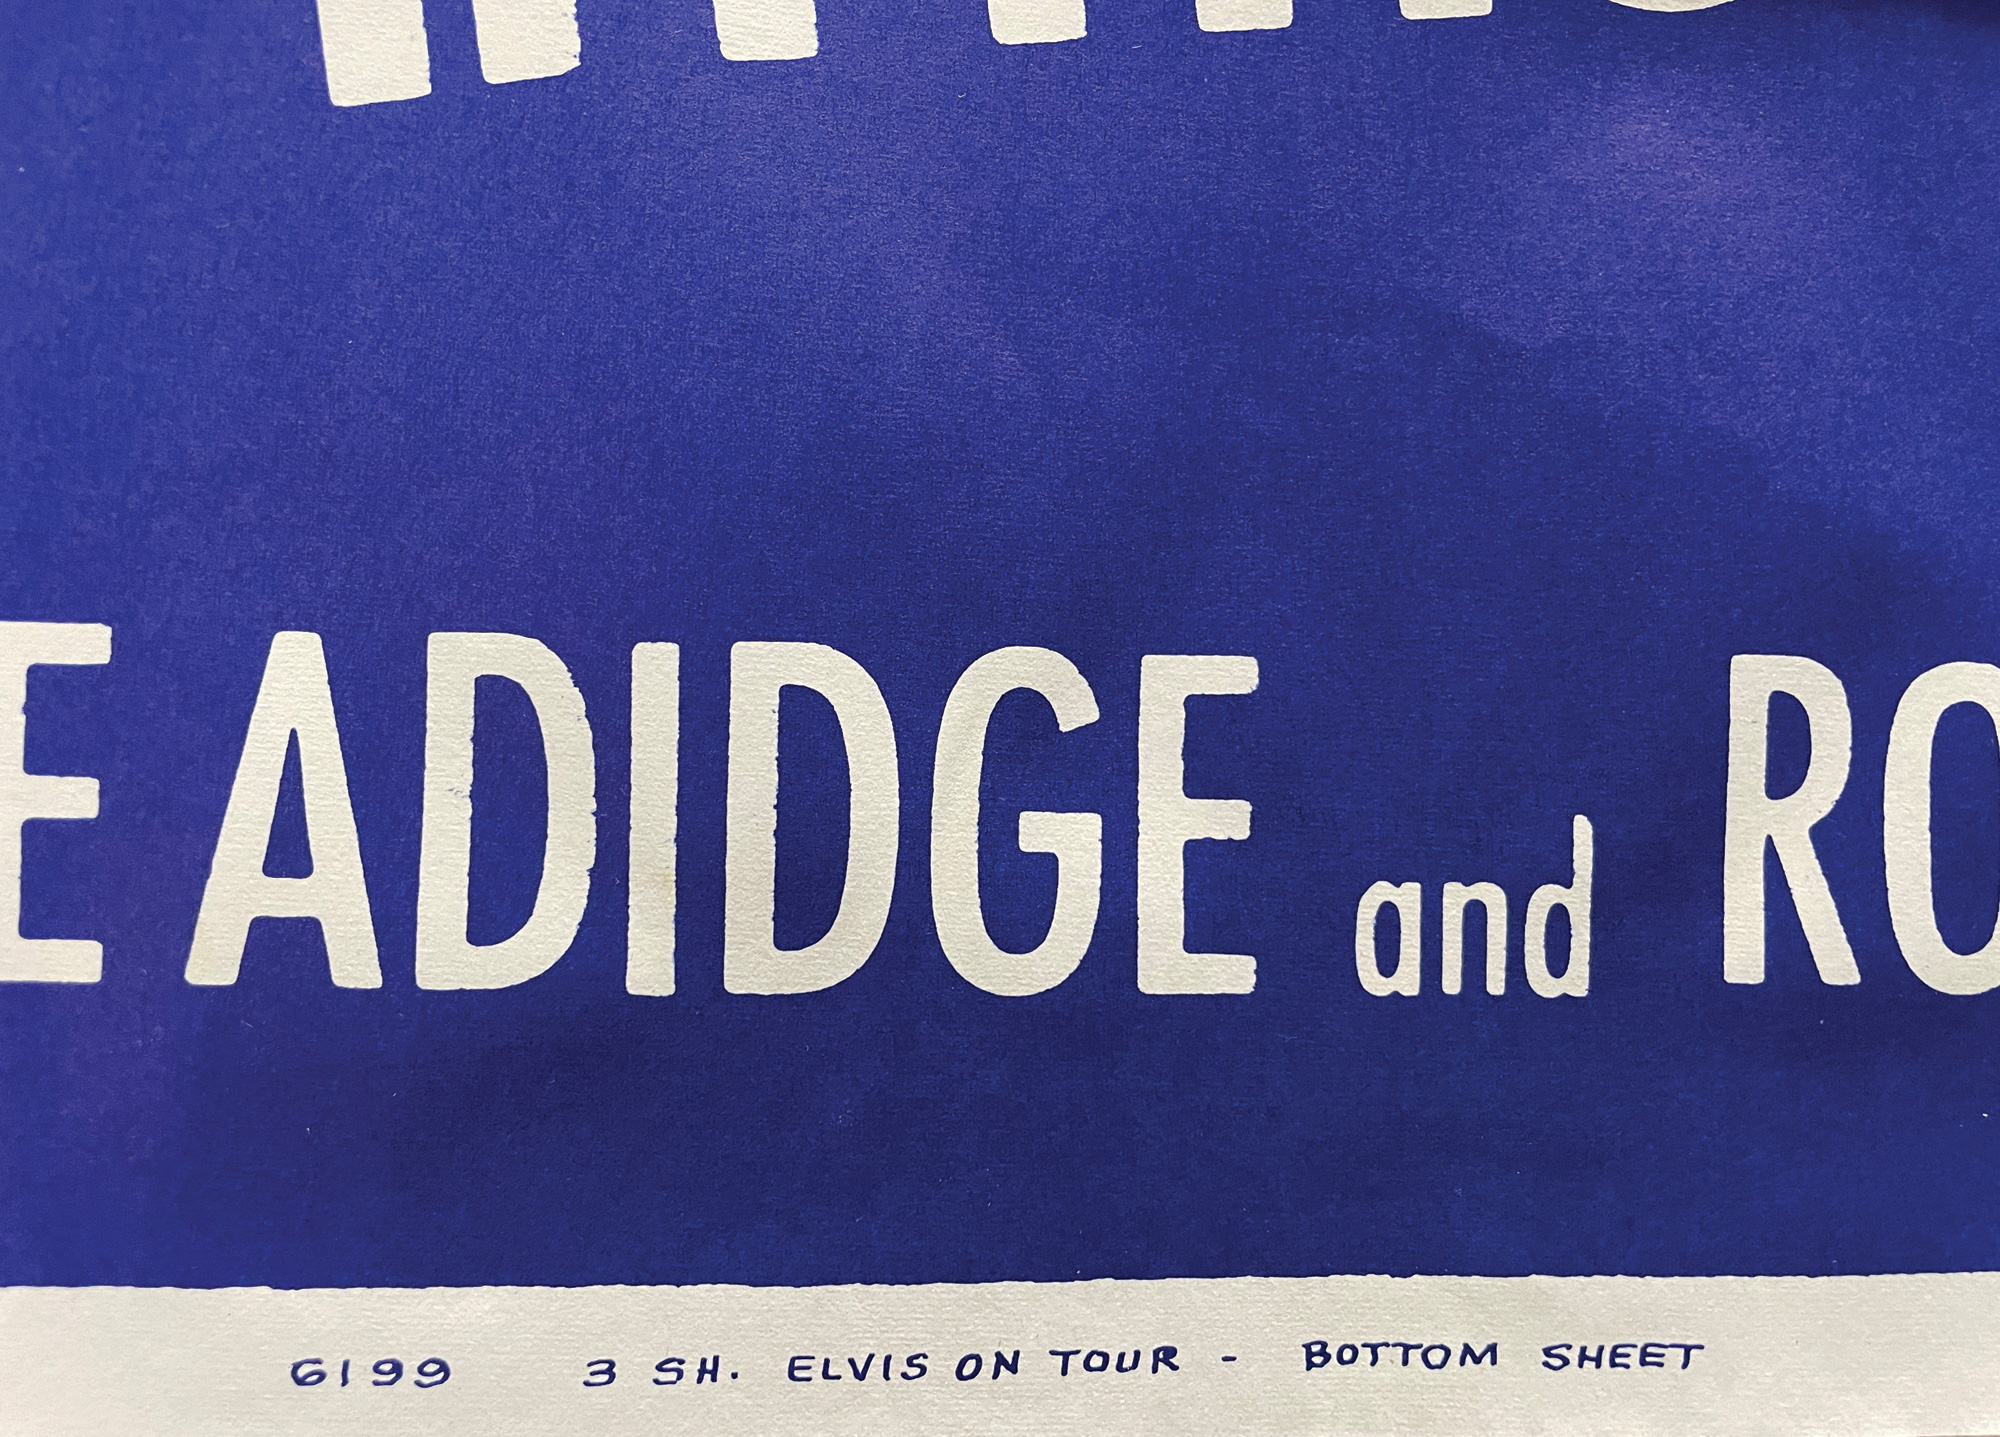 E ADIDGE and RO
6199 3 SH. ELVIS ON TOUR - BOTTOM SHEET